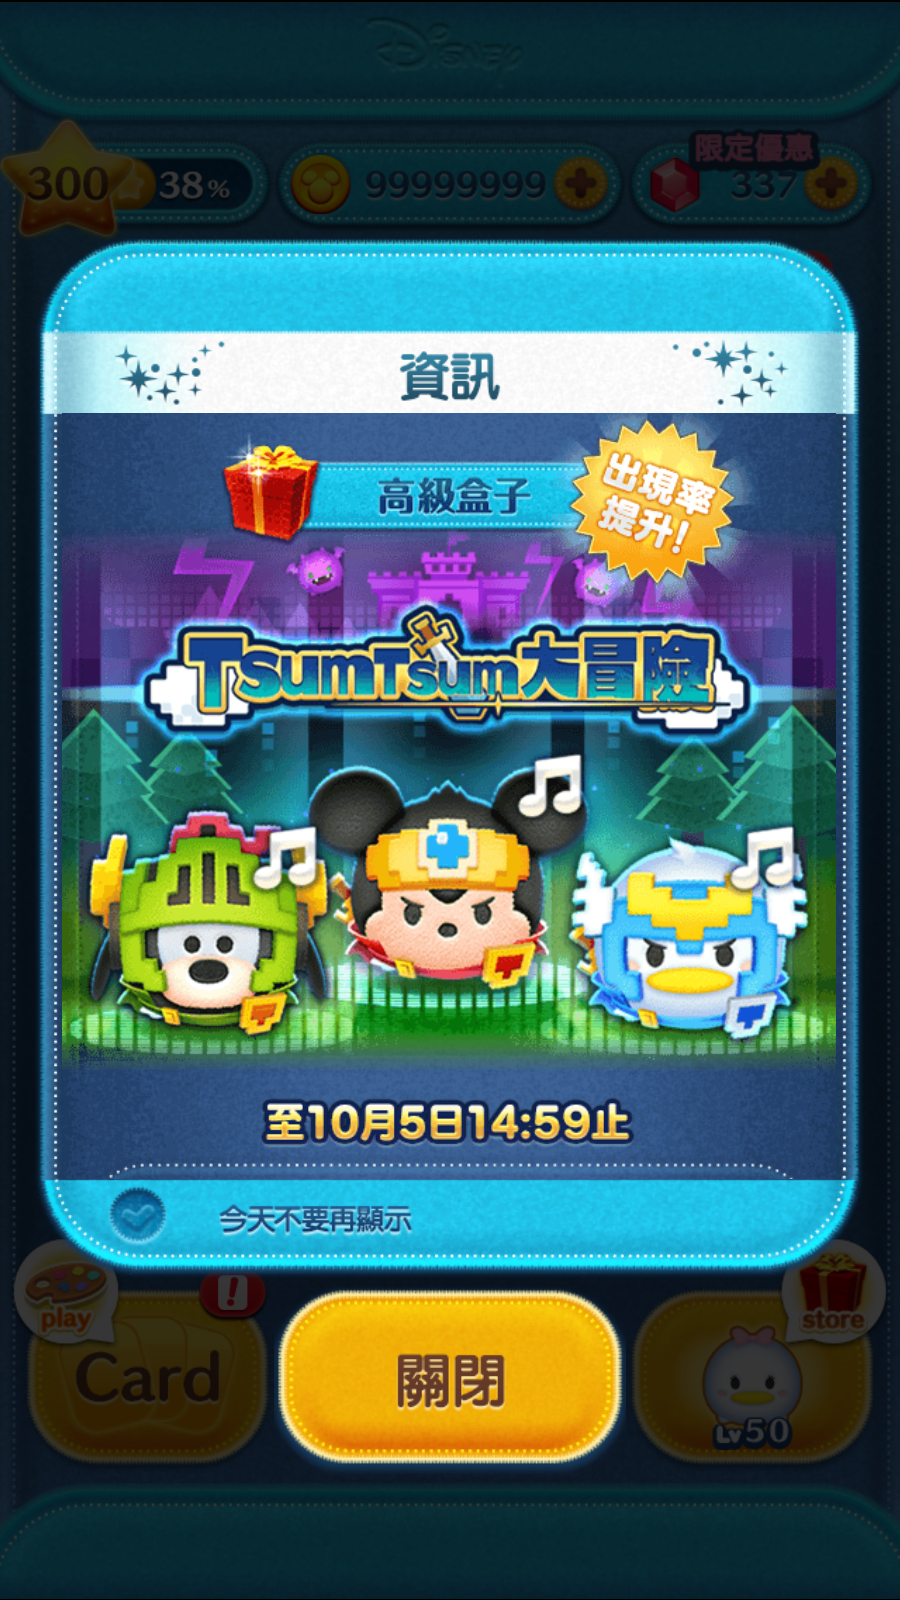 Disney
限定優惠
300
38%
99999999
337
資訊
高級盒子
出現率
提升!
TsumTsum大冒險
至10月5日14:59止
今天不要再顯示
play
!
store
Card
關閉
Lv50